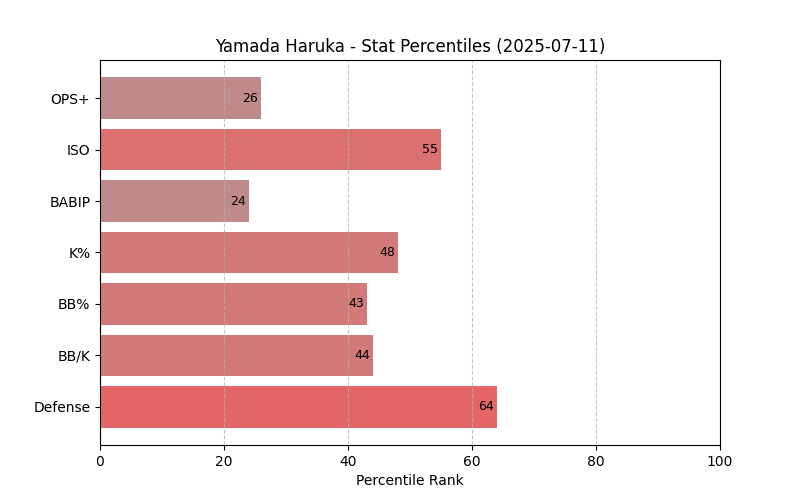 Yamada Haruka - Stat Percentiles (2025-07-11)
OPS+ 26
ISO 55
BABIP 24
K% 48
BB% 43
BB/K 44
Defense 64
0 20 40 60 80 100
Percentile Rank